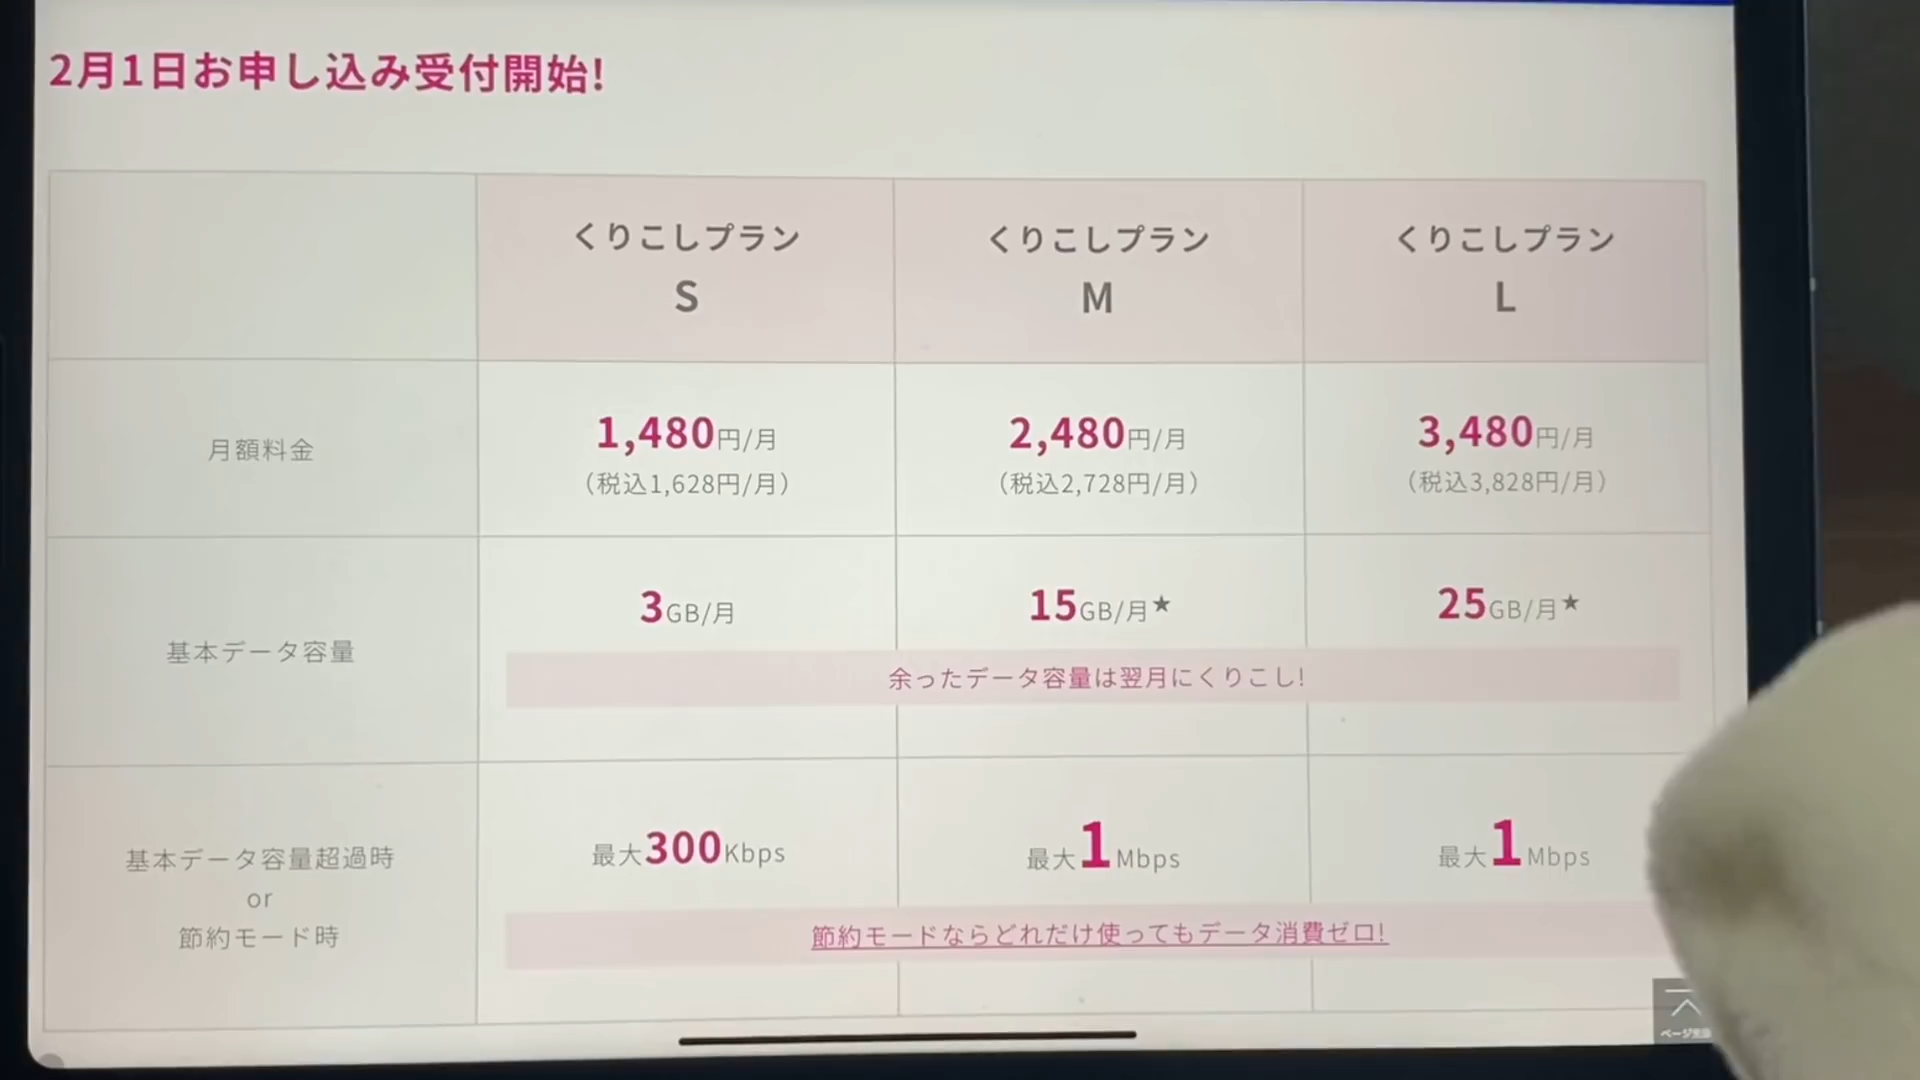 2月1日お申し込み受付開始!
くりこしプラン
S
くりこしプラン
M
くりこしプラン
L
月額料金
1,480円/月
(税込1,628円/月)
2,480円/月
(税込2,728円/月)
3,480円/月
(税込3,828円/月)
基本データ容量
3GB/月
15GB/月★
25GB/月★
余ったデータ容量は翌月にくりこし!
基本データ容量超過時
or
節約モード時
最大300Kbps
最大1Mbps
最大1Mbps
節約モードならどれだけ使ってもデータ消費ゼロ!
ページ